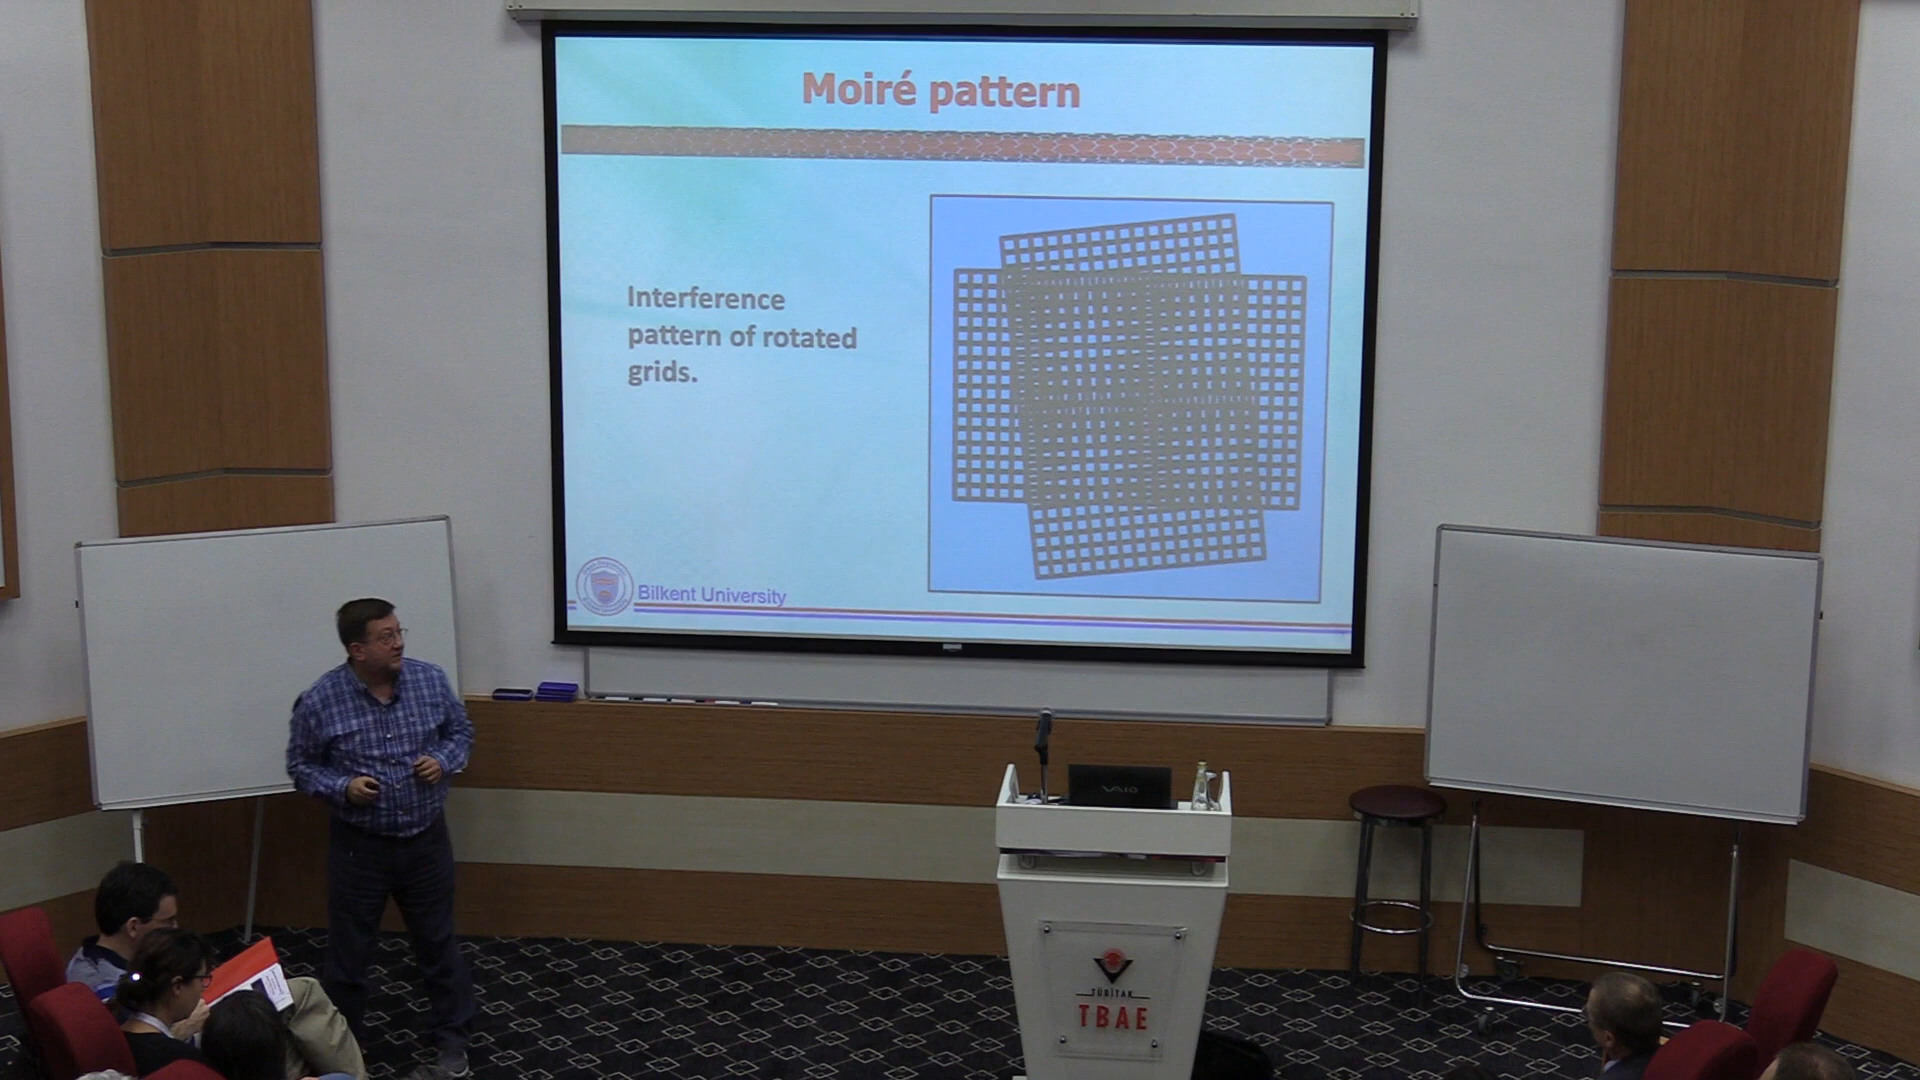 Moiré pattern
Interference
pattern of rotated
grids.
Bilkent University
VAIO
TÜBİTAK
TBAE